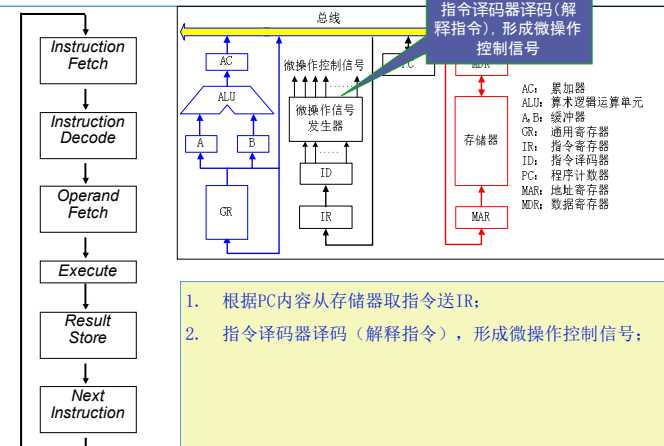 Instruction
Fetch
Instruction
Decode
Operand
Fetch
Execute
Result
Store
Next
Instruction
总线
指令译码器译码(解
释指令)，形成微操作
控制信号
AC
微操作控制信号
ALU
微操作信号
发生器
A
B
ID
GR
IR
存储器
MAR
AC: 累加器
ALU: 算术逻辑运算单元
A,B: 缓冲器
GR: 通用寄存器
IR: 指令寄存器
ID: 指令译码器
PC: 程序计数器
MAR: 地址寄存器
MDR: 数据寄存器
1. 根据PC内容从存储器取指令送IR;
2. 指令译码器译码（解释指令）, 形成微操作控制信号;